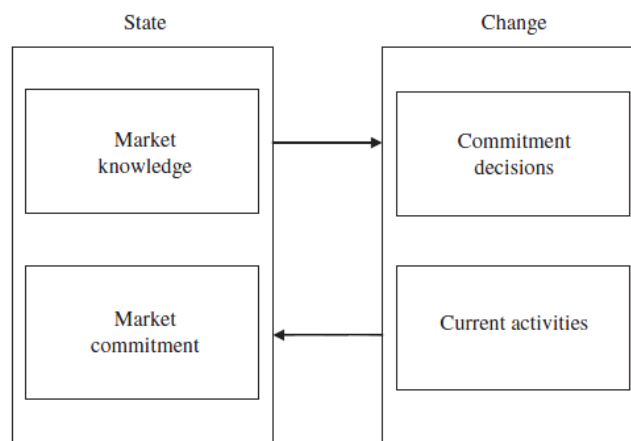 State
Change
Market
knowledge
Commitment
decisions
Market
commitment
Current activities